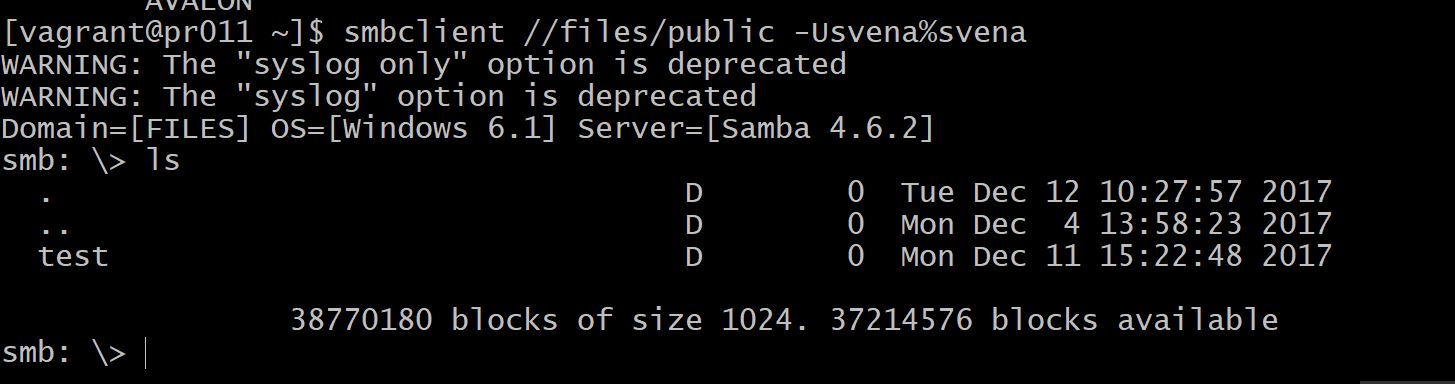 AVALON
[vagrant@pr011 ~]$ smbclient //files/public -Usvena%svena
WARNING: The "syslog only" option is deprecated
WARNING: The "syslog" option is deprecated
Domain=[FILES] OS=[Windows 6.1] Server=[Samba 4.6.2]
smb: \> ls
  .                                   D        0  Tue Dec 12 10:27:57 2017
  ..                                  D        0  Mon Dec  4 13:58:23 2017
  test                                D        0  Mon Dec 11 15:22:48 2017
                38770180 blocks of size 1024. 37214576 blocks available
smb: \>